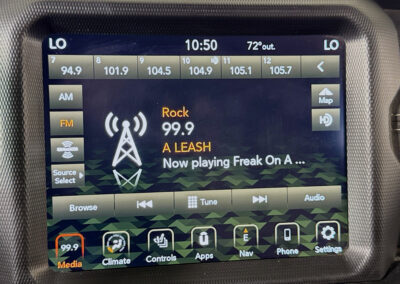 LO 10:50 72°out. LO
7 8 9 10 11 12
94.9 101.9 104.5 104.9 105.1 105.7
AM
Map
Rock
FM
99.9
A LEASH
Now playing Freak On A ...
Source
Select
Browse Tune Audio
99.9
E
Media Climate Controls Apps Nav Phone Settings